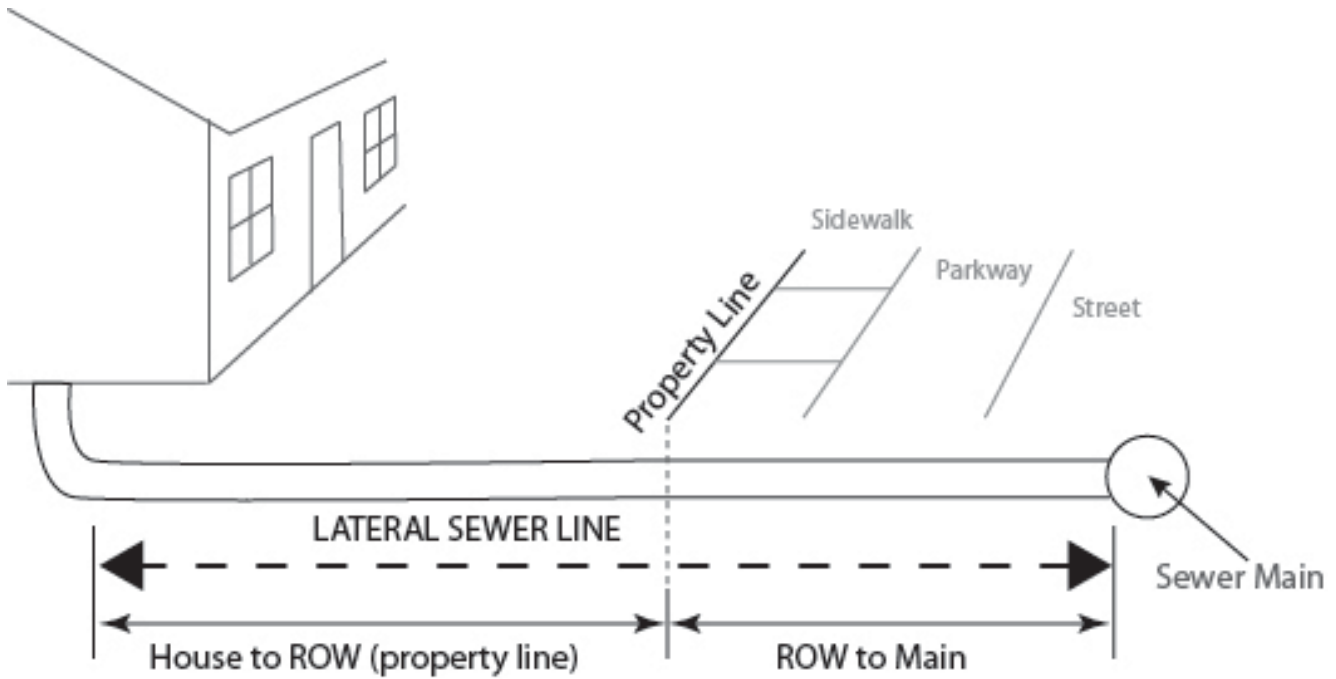 Sidewalk
Parkway
Street
Property Line
LATERAL SEWER LINE
Sewer Main
House to ROW (property line)
ROW to Main